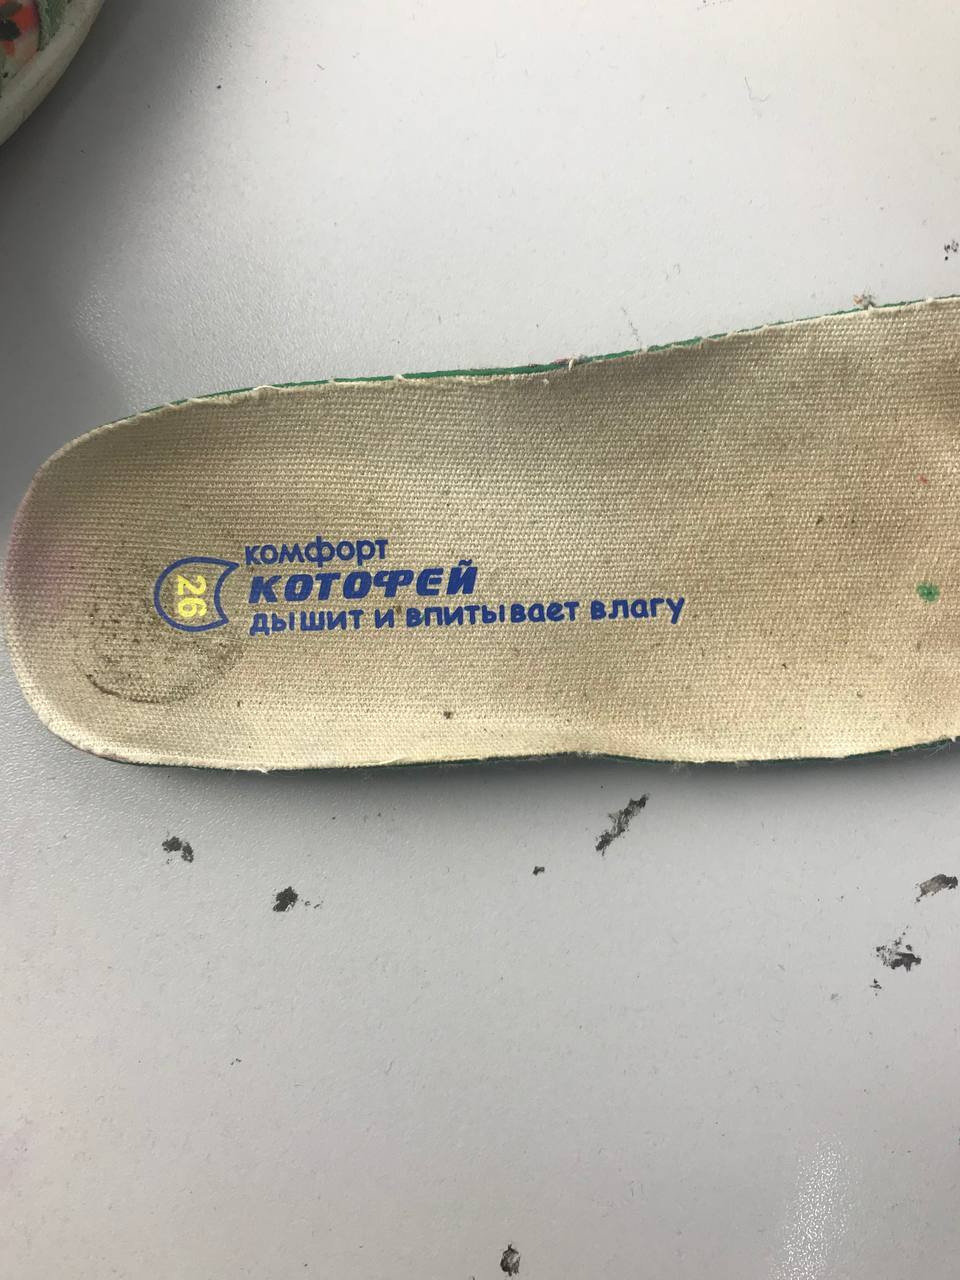 комфорт
КОТОФЕЙ
дышит и впитывает влагу
26